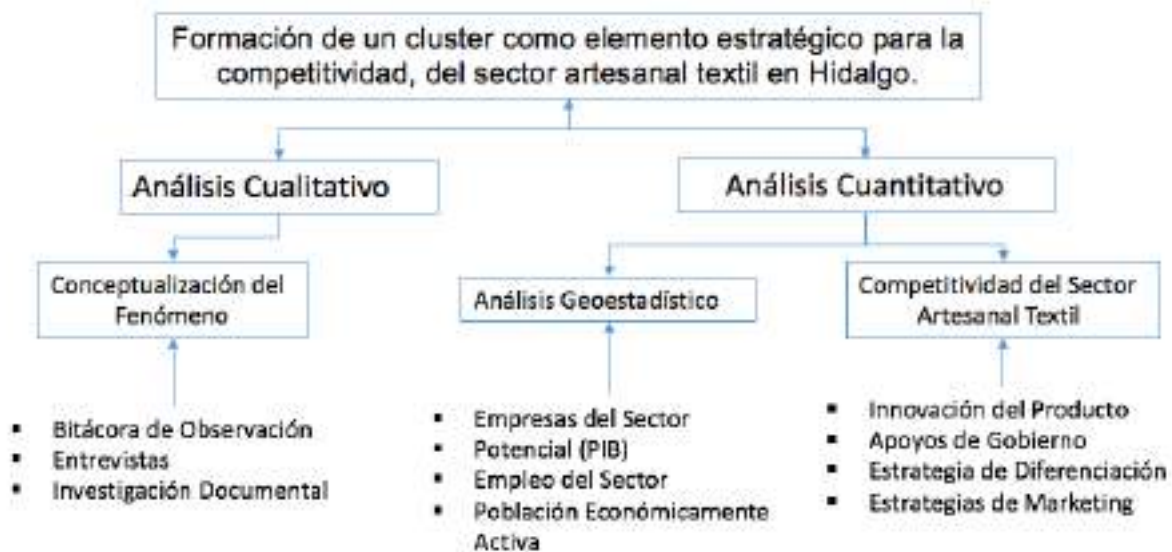 Formación de un cluster como elemento estratégico para la
competitividad, del sector artesanal textil en Hidalgo.
Análisis Cualitativo
Análisis Cuantitativo
Conceptualización del
Fenómeno
Análisis Geoestadístico
Competitividad del Sector
Artesanal Textil
▪ Bitácora de Observación
▪ Entrevistas
▪ Investigación Documental
▪ Empresas del Sector
▪ Potencial (PIB)
▪ Empleo del Sector
▪ Población Económicamente
Activa
▪ Innovación del Producto
▪ Apoyos de Gobierno
▪ Estrategia de Diferenciación
▪ Estrategias de Marketing